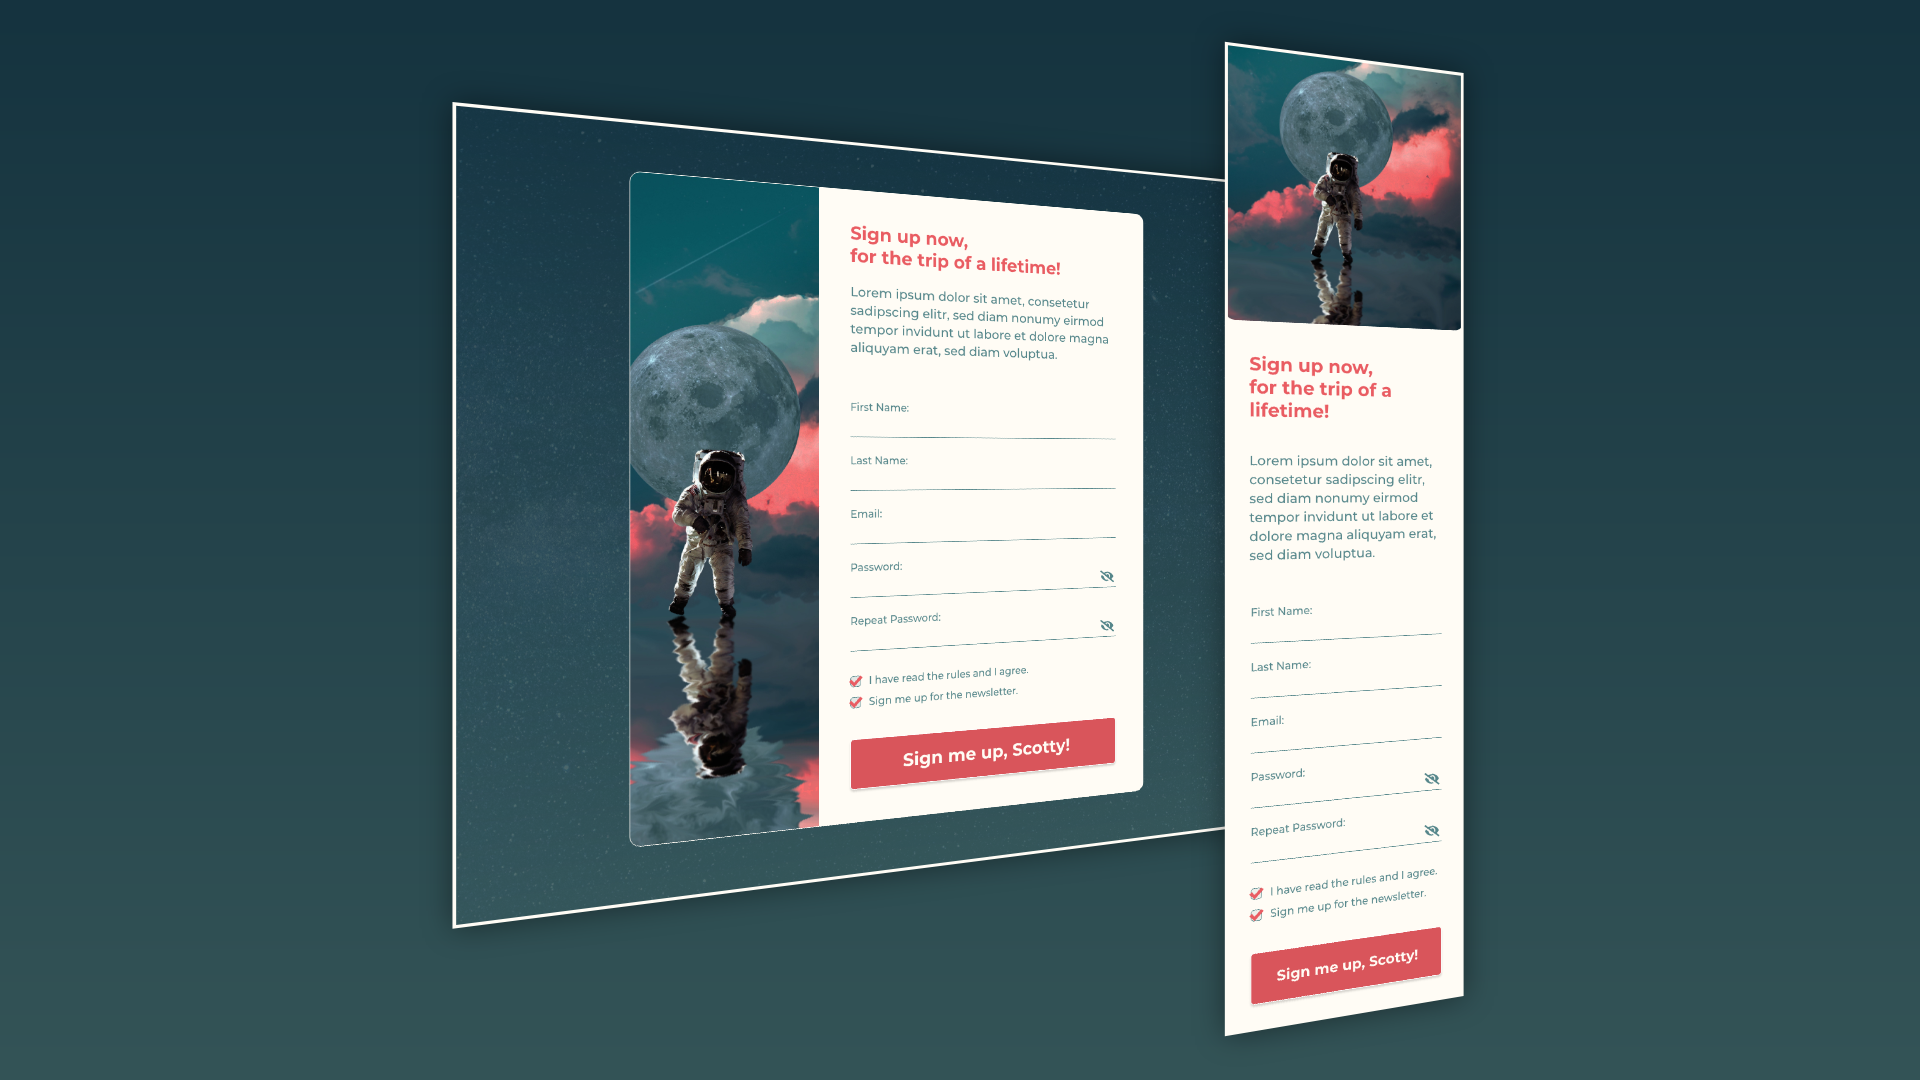 Sign up now,
for the trip of a lifetime!
Lorem ipsum dolor sit amet, consetetur
sadipscing elitr, sed diam nonumy eirmod
tempor invidunt ut labore et dolore magna
aliquyam erat, sed diam voluptua.
First Name:
Last Name:
Email:
Password:
Repeat Password:
I have read the rules and I agree.
Sign me up for the newsletter.
Sign me up, Scotty!
Sign up now,
for the trip of a
lifetime!
Lorem ipsum dolor sit amet,
consetetur sadipscing elitr,
sed diam nonumy eirmod
tempor invidunt ut labore et
dolore magna aliquyam erat,
sed diam voluptua.
First Name:
Last Name:
Email:
Password:
Repeat Password:
I have read the rules and I agree.
Sign me up for the newsletter.
Sign me up, Scotty!